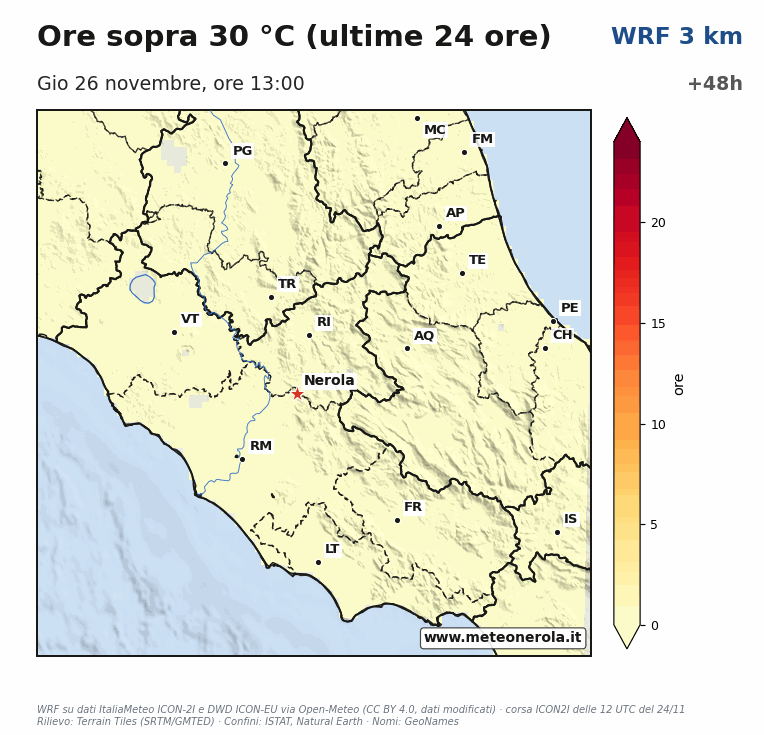 Ore sopra 30 °C (ultime 24 ore)
WRF 3 km
Gio 26 novembre, ore 13:00
+48h
MC
FM
PG
AP
TE
TR
PE
VT
RI
AQ
CH
Nerola
RM
FR
IS
LT
www.meteonerola.it
20
15
10
5
0
ore
WRF su dati ItaliaMeteo ICON-2I e DWD ICON-EU via Open-Meteo (CC BY 4.0, dati modificati) · corsa ICON2I delle 12 UTC del 24/11
Rilievo: Terrain Tiles (SRTM/GMTED) · Confini: ISTAT, Natural Earth · Nomi: GeoNames